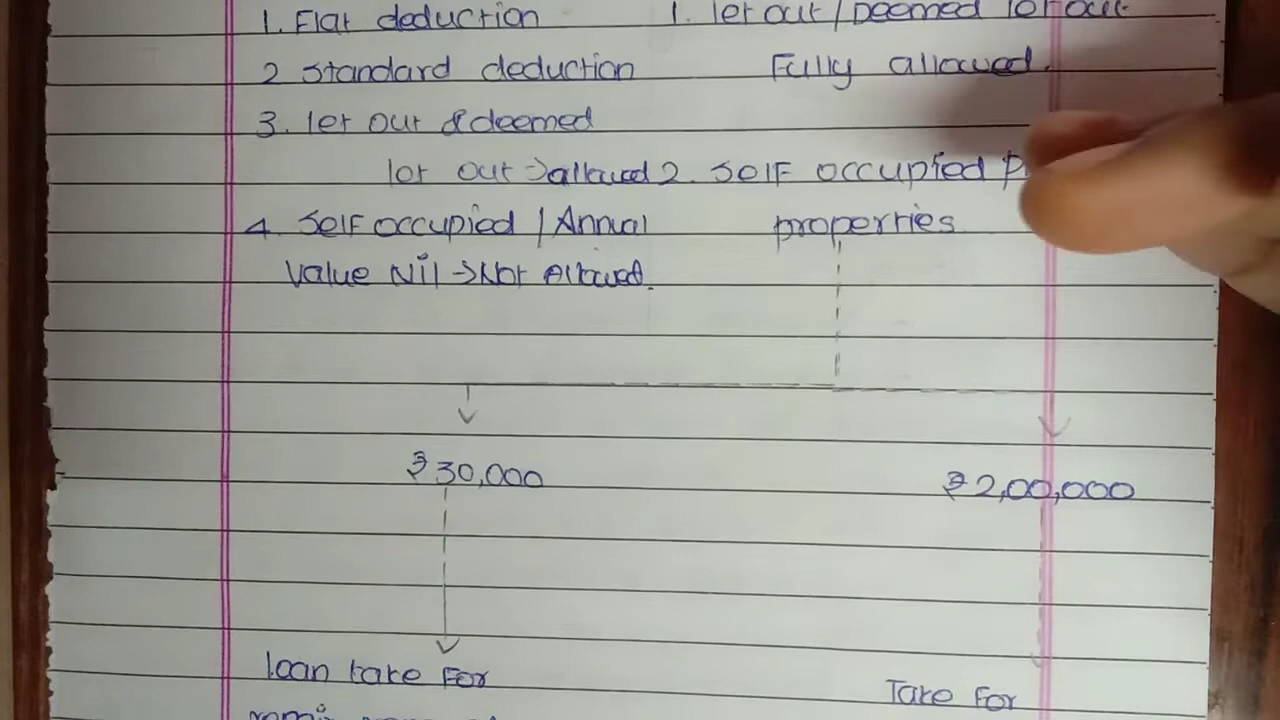 1. Flat deduction
2 Standard deduction
3. let out & deemed
let out → allowed
4. Self occupied / Annual
Value Nil → Not Allowed.
1. let out / Deemed let out
Fully allowed.
2. Self occupied
properties
₹30,000
₹2,00,000
loan take For
Take For